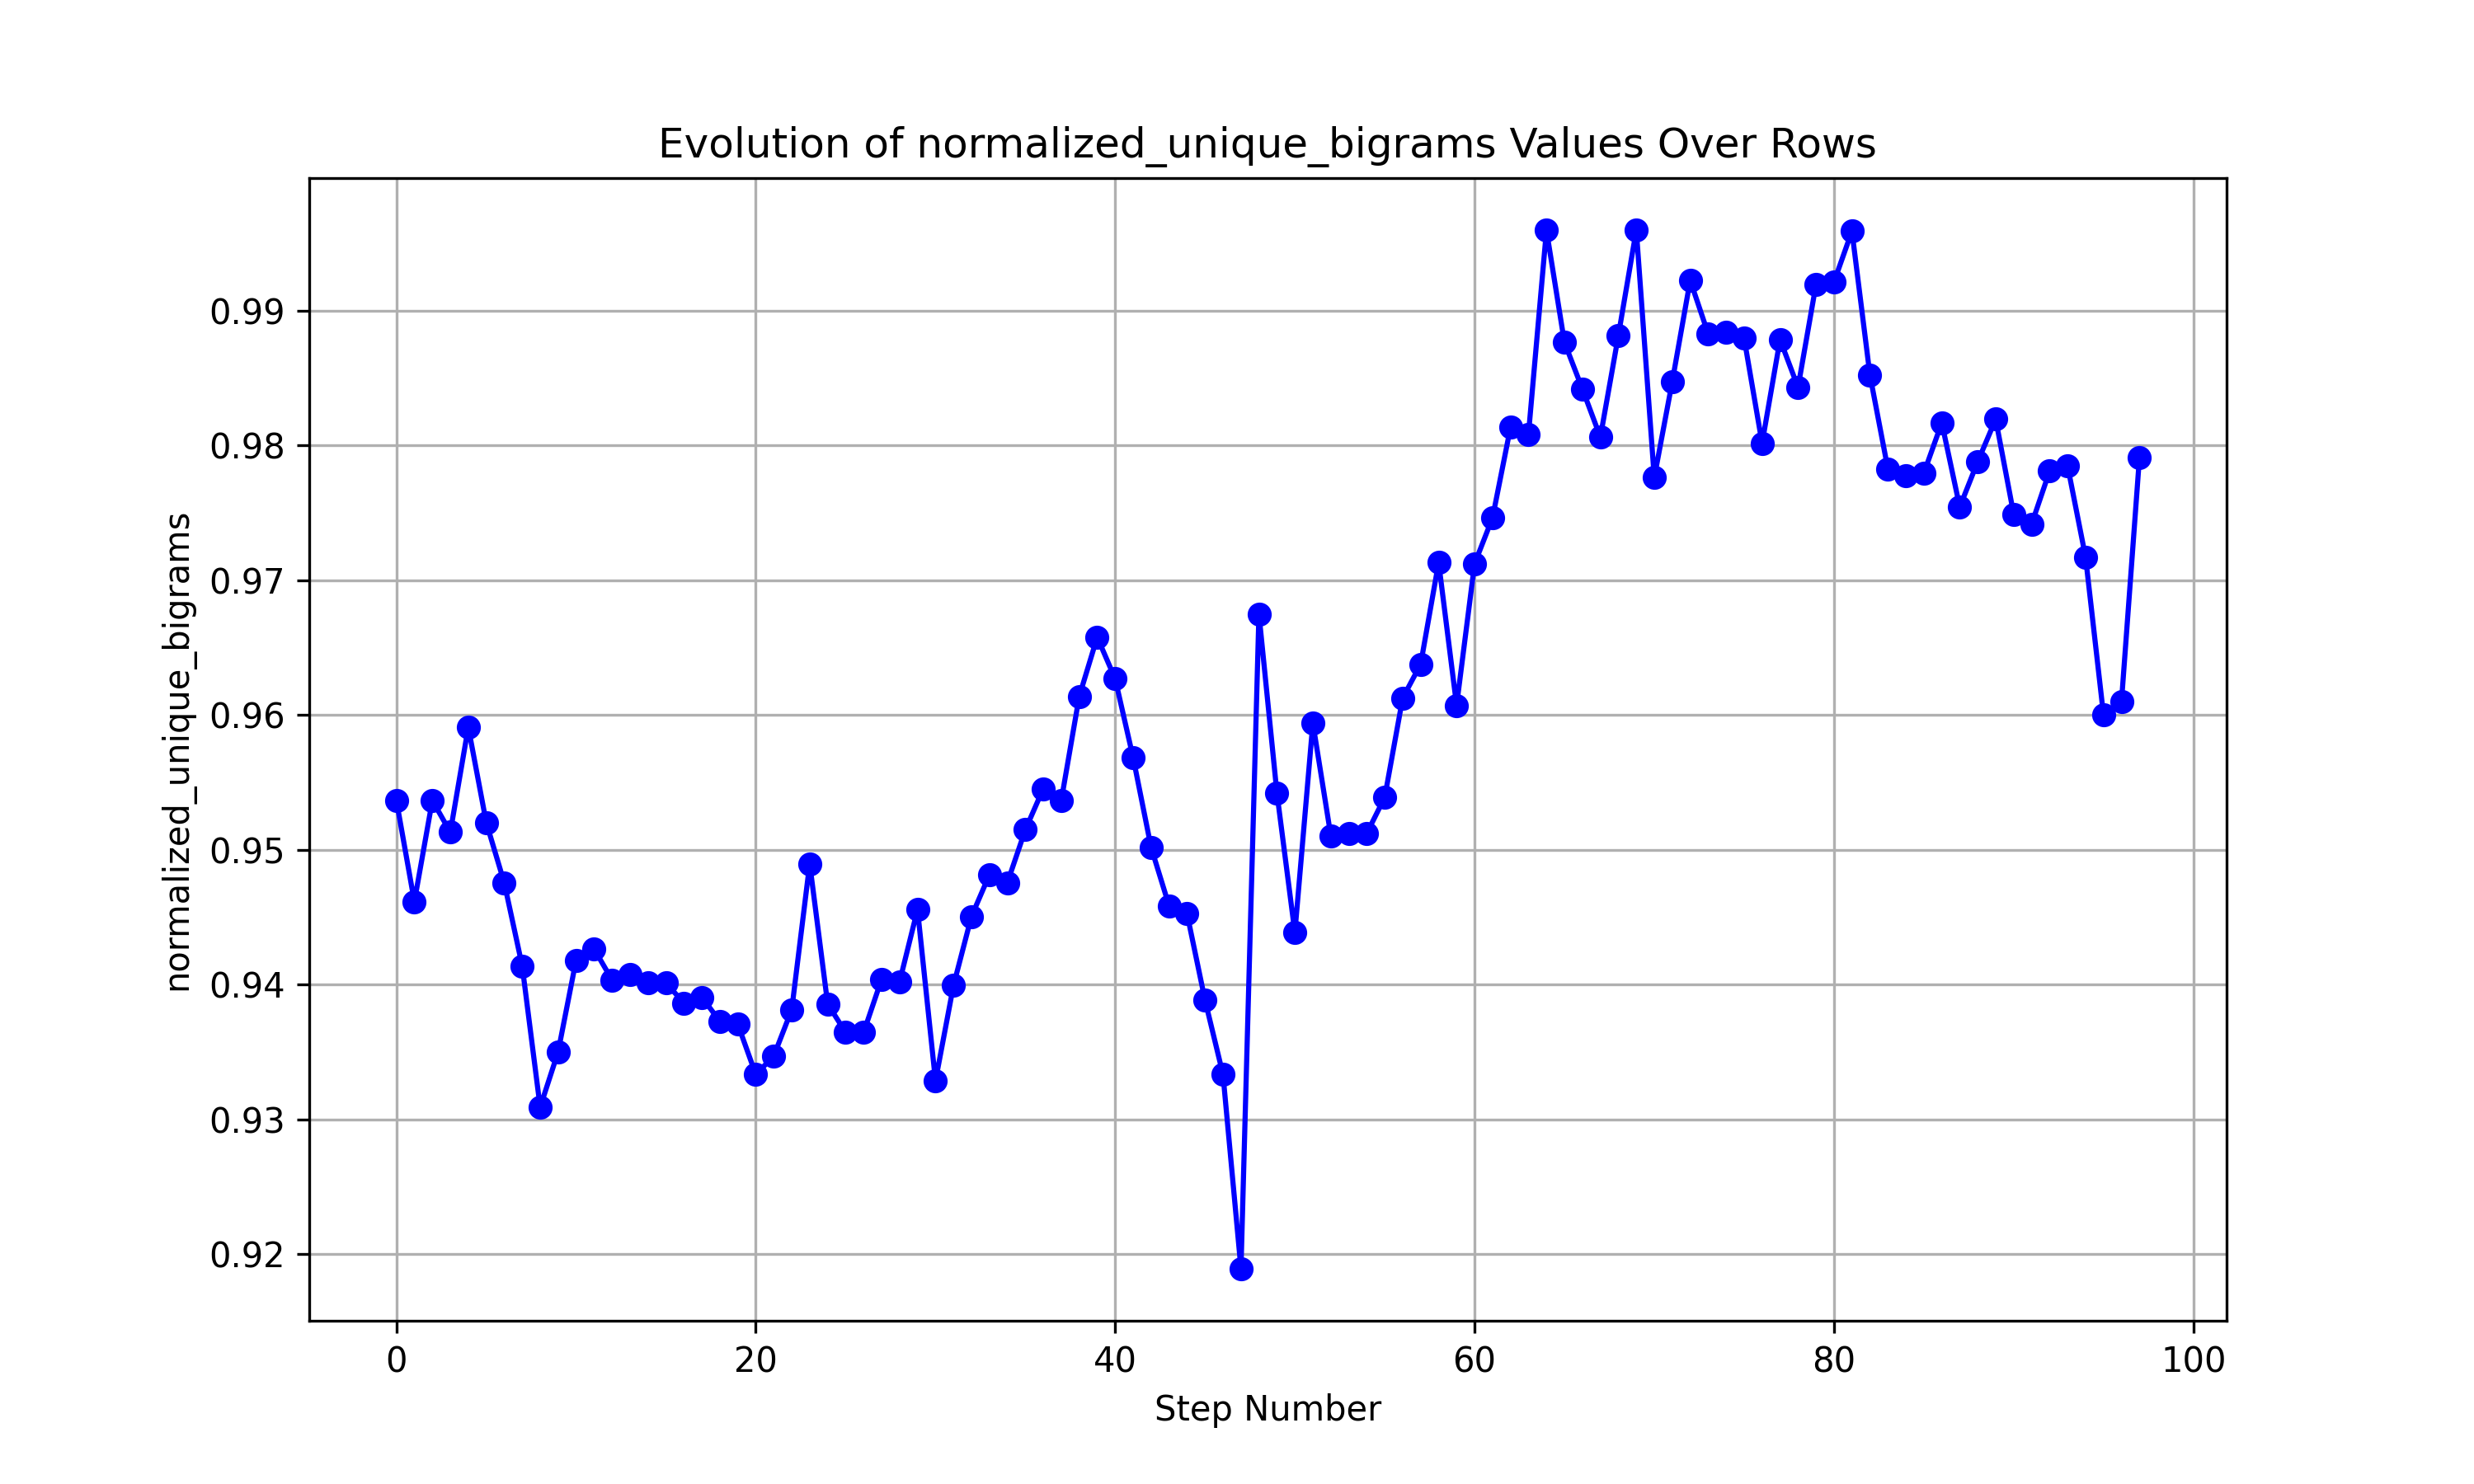 Evolution of normalized_unique_bigrams Values Over Rows
normalized_unique_bigrams
0.99
0.98
0.97
0.96
0.95
0.94
0.93
0.92
0 20 40 60 80 100
Step Number